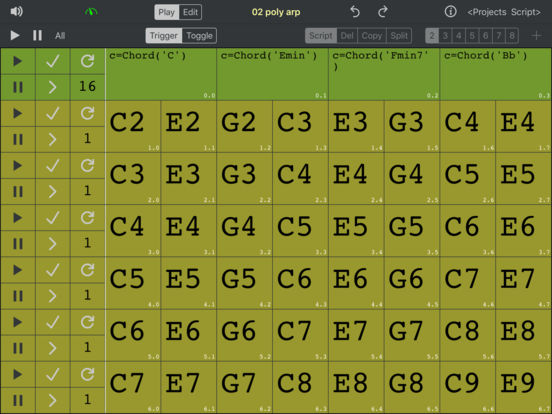 Play Edit 02 poly arp <Projects Script>
All Trigger Toggle Script Del Copy Split 2 3 4 5 6 7 8
c=Chord('C') c=Chord('Emin') c=Chord('Fmin7' c=Chord('Bb')
)
16 0.0 0.1 0.2 0.3
C2 E2 G2 C3 E3 G3 C4 E4
1 1.0 1.1 1.2 1.3 1.4 1.5 1.6 1.7
C3 E3 G3 C4 E4 G4 C5 E5
1 2.0 2.1 2.2 2.3 2.4 2.5 2.6 2.7
C4 E4 G4 C5 E5 G5 C6 E6
1 3.0 3.1 3.2 3.3 3.4 3.5 3.6 3.7
C5 E5 G5 C6 E6 G6 C7 E7
1 4.0 4.1 4.2 4.3 4.4 4.5 4.6 4.7
C6 E6 G6 C7 E7 G7 C8 E8
1 5.0 5.1 5.2 5.3 5.4 5.5 5.6 5.7
C7 E7 G7 C8 E8 G8 C9 E9
1 6.0 6.1 6.2 6.3 6.4 6.5 6.6 6.7